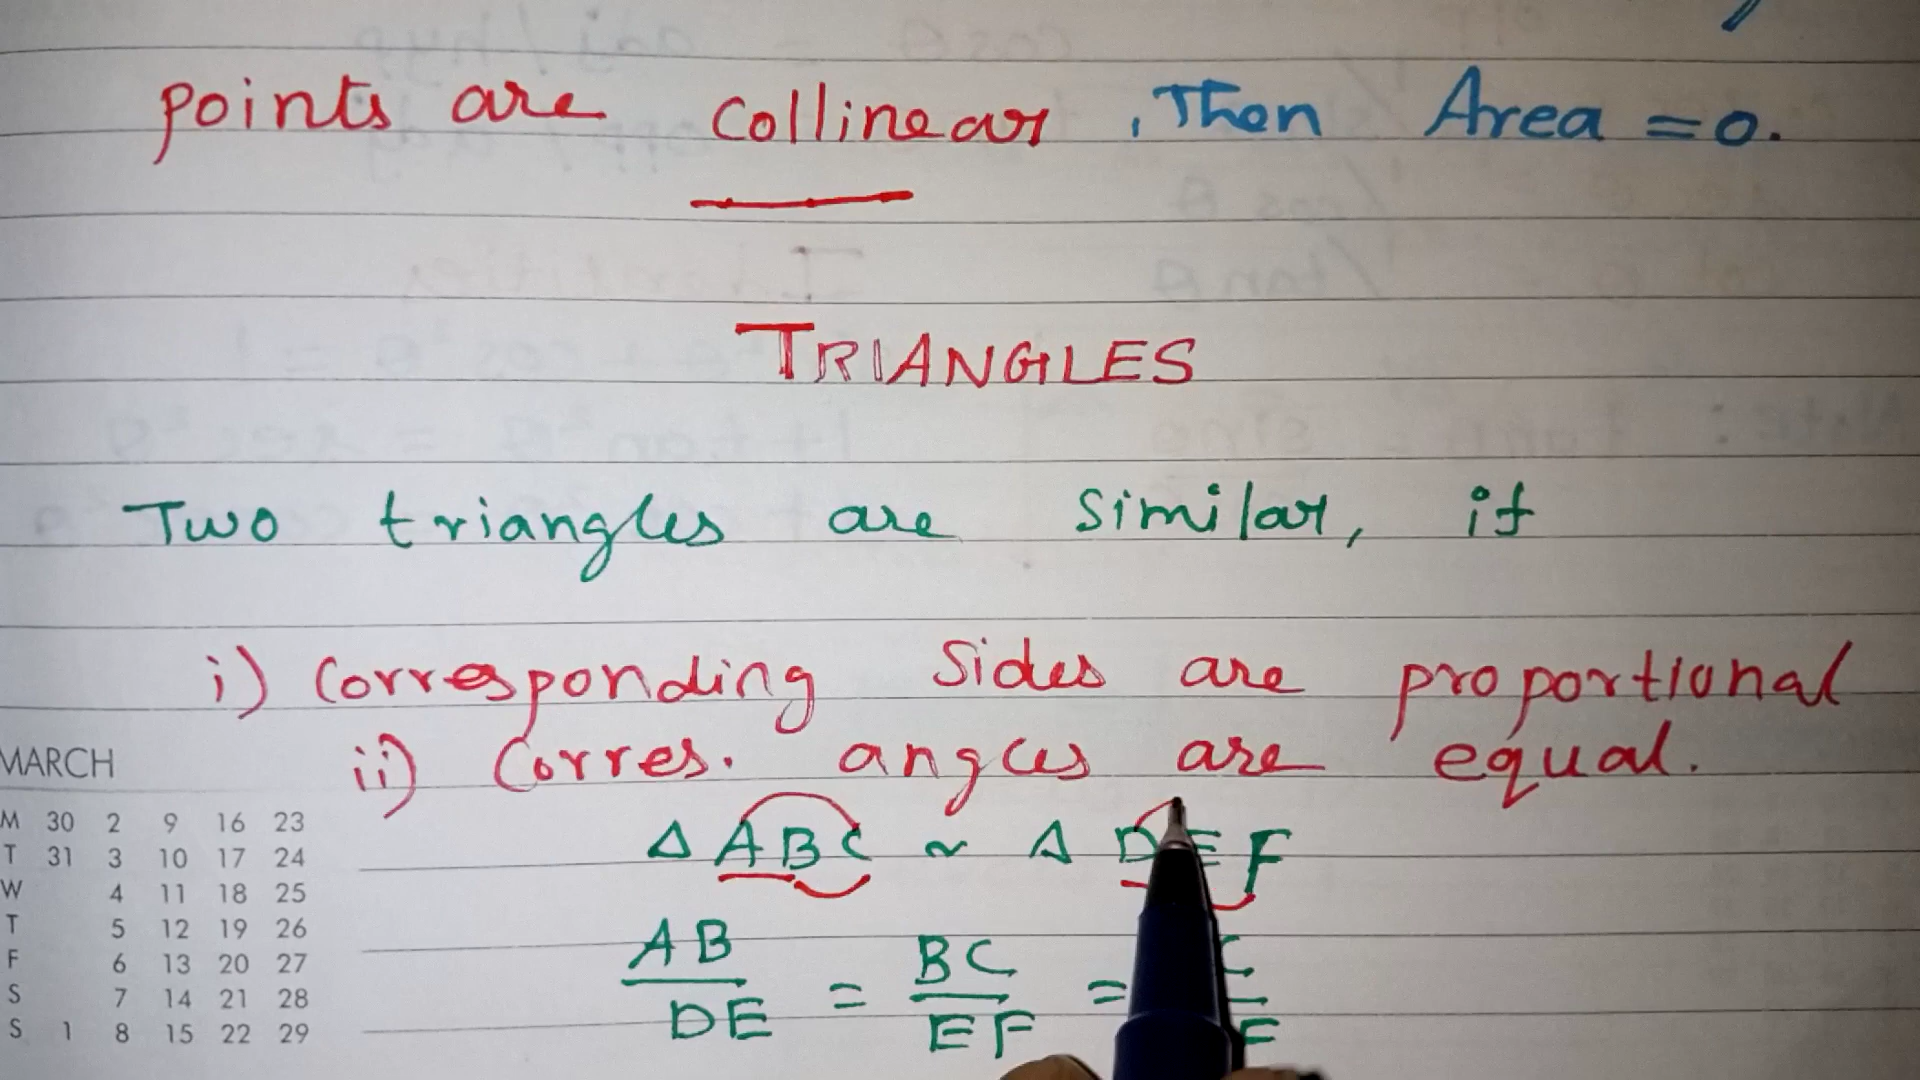 points are collinear, Then Area = 0.
TRIANGLES
Two triangles are similar, if
i) Corresponding sides are proportional
ii) Corres. angles are equal.
MARCH
M 30 2 9 16 23
T 31 3 10 17 24
W 4 11 18 25
T 5 12 19 26
F 6 13 20 27
S 7 14 21 28
S 1 8 15 22 29
Δ ABC ~ Δ DEF
AB/DE = BC/EF =